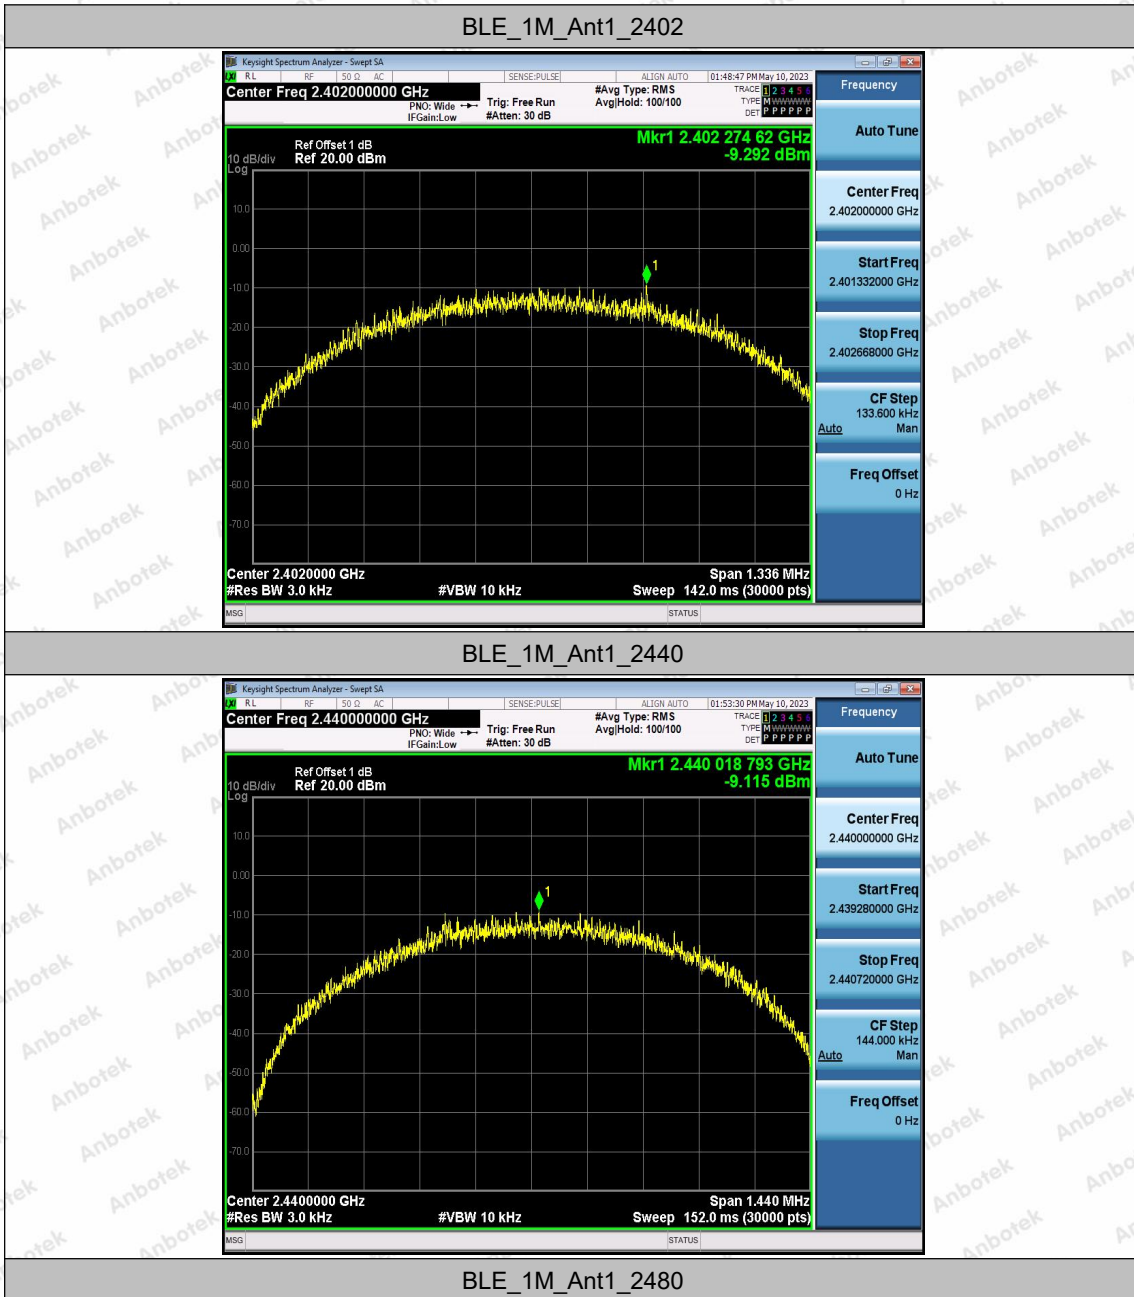 BLE_1M_Ant1_2402
Keysight Spectrum Analyzer - Swept SA
LXI RL RF 50 Ω AC SENSE:PULSE ALIGN AUTO 01:48:47 PM May 10, 2023
Center Freq 2.402000000 GHz
PNO: Wide
IFGain:Low
Trig: Free Run
#Atten: 30 dB
#Avg Type: RMS
Avg|Hold: 100/100
TRACE 1 2 3 4 5 6
TYPE M WWWWW
DET P P P P P P
Frequency
Mkr1 2.402 274 62 GHz
-9.292 dBm
Ref Offset 1 dB
10 dB/div Ref 20.00 dBm
Log
10.0
0.00
-10.0
-20.0
-30.0
-40.0
-50.0
-60.0
-70.0
1
Auto Tune
Center Freq
2.402000000 GHz
Start Freq
2.401332000 GHz
Stop Freq
2.402668000 GHz
CF Step
133.600 kHz
Auto Man
Freq Offset
0 Hz
Center 2.4020000 GHz Span 1.336 MHz
#Res BW 3.0 kHz #VBW 10 kHz Sweep 142.0 ms (30000 pts)
MSG STATUS
BLE_1M_Ant1_2440
Keysight Spectrum Analyzer - Swept SA
LXI RL RF 50 Ω AC SENSE:PULSE ALIGN AUTO 01:53:30 PM May 10, 2023
Center Freq 2.440000000 GHz
PNO: Wide
IFGain:Low
Trig: Free Run
#Atten: 30 dB
#Avg Type: RMS
Avg|Hold: 100/100
TRACE 1 2 3 4 5 6
TYPE M WWWWW
DET P P P P P P
Frequency
Mkr1 2.440 018 793 GHz
-9.115 dBm
Ref Offset 1 dB
10 dB/div Ref 20.00 dBm
Log
10.0
0.00
-10.0
-20.0
-30.0
-40.0
-50.0
-60.0
-70.0
1
Auto Tune
Center Freq
2.440000000 GHz
Start Freq
2.439280000 GHz
Stop Freq
2.440720000 GHz
CF Step
144.000 kHz
Auto Man
Freq Offset
0 Hz
Center 2.4400000 GHz Span 1.440 MHz
#Res BW 3.0 kHz #VBW 10 kHz Sweep 152.0 ms (30000 pts)
MSG STATUS
BLE_1M_Ant1_2480